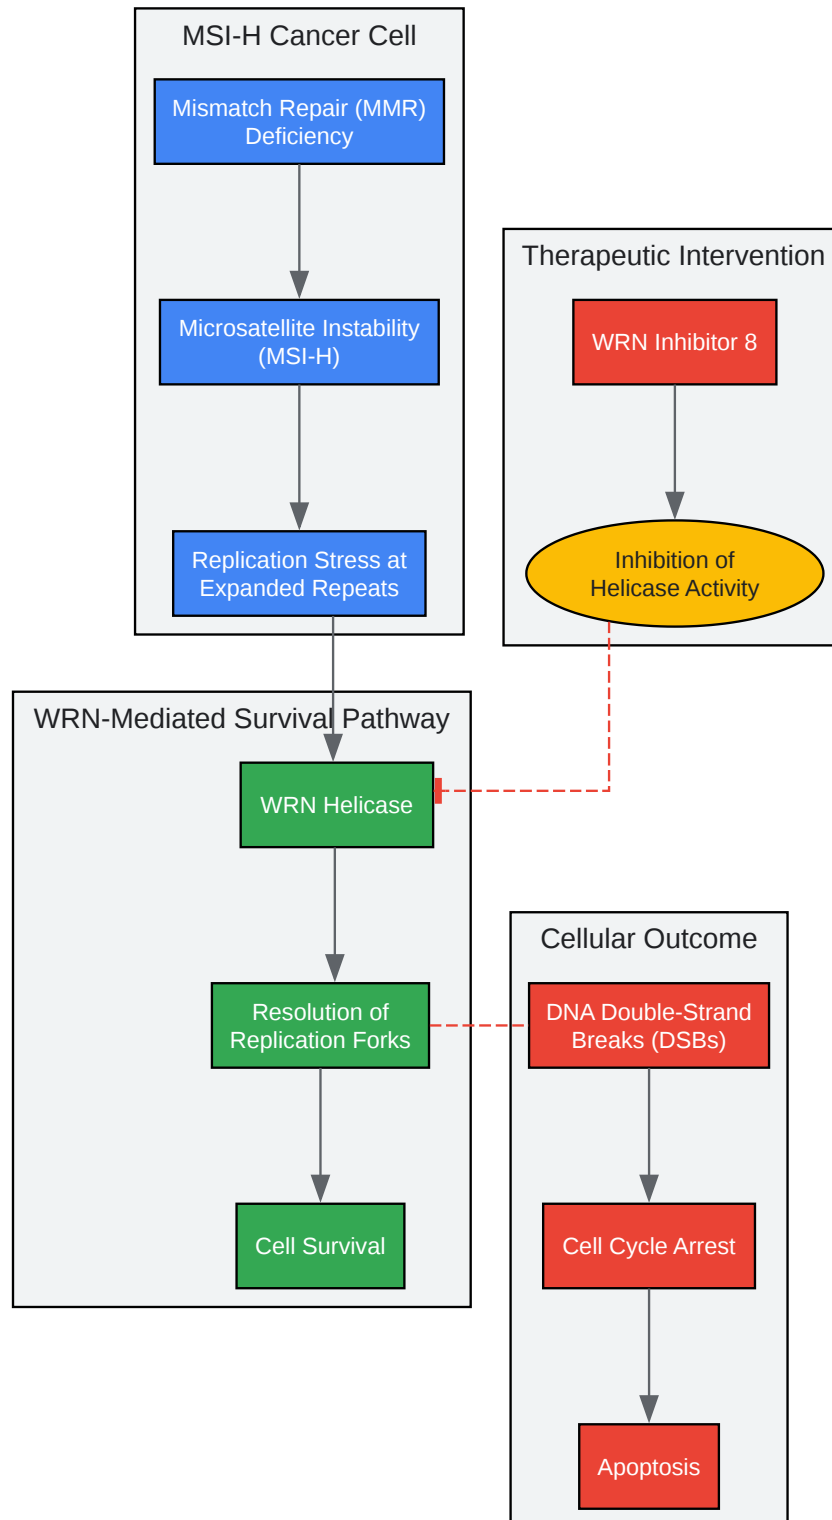 MSI-H Cancer Cell
Mismatch Repair (MMR)
Deficiency
Microsatellite Instability
(MSI-H)
Replication Stress at
Expanded Repeats
Therapeutic Intervention
WRN Inhibitor 8
Inhibition of
Helicase Activity
WRN-Mediated Survival Pathway
WRN Helicase
Resolution of
Replication Forks
Cell Survival
Cellular Outcome
DNA Double-Strand
Breaks (DSBs)
Cell Cycle Arrest
Apoptosis